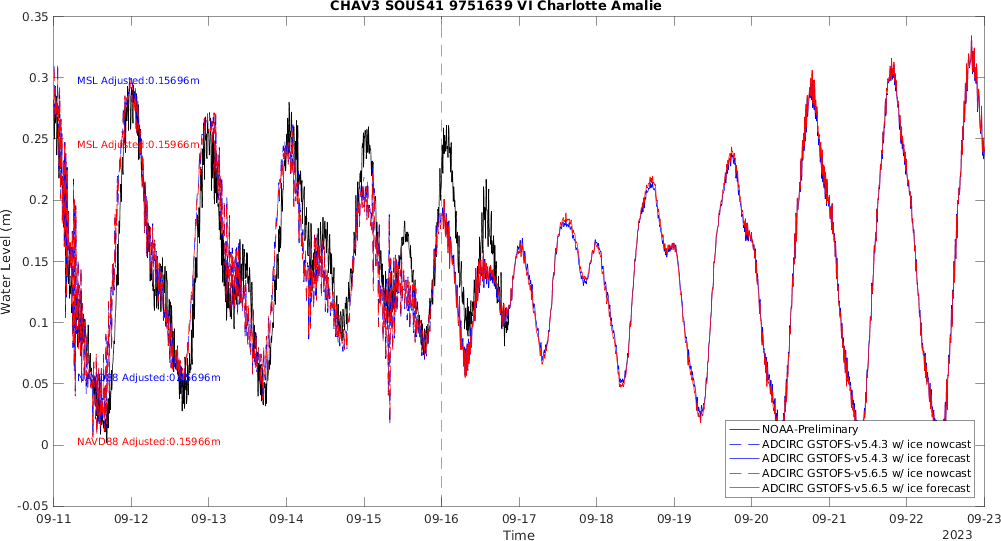 CHAV3 SOUS41 9751639 VI Charlotte Amalie
0.35
0.3
0.25
0.2
0.15
0.1
0.05
0
-0.05
Water Level (m)
MSL Adjusted:0.15696m
MSL Adjusted:0.15966m
NAVD88 Adjusted:0.15696m
NAVD88 Adjusted:0.15966m
NOAA-Preliminary
ADCIRC GSTOFS-v5.4.3 w/ ice nowcast
ADCIRC GSTOFS-v5.4.3 w/ ice forecast
ADCIRC GSTOFS-v5.6.5 w/ ice nowcast
ADCIRC GSTOFS-v5.6.5 w/ ice forecast
09-11 09-12 09-13 09-14 09-15 09-16 09-17 09-18 09-19 09-20 09-21 09-22 09-23
Time
2023